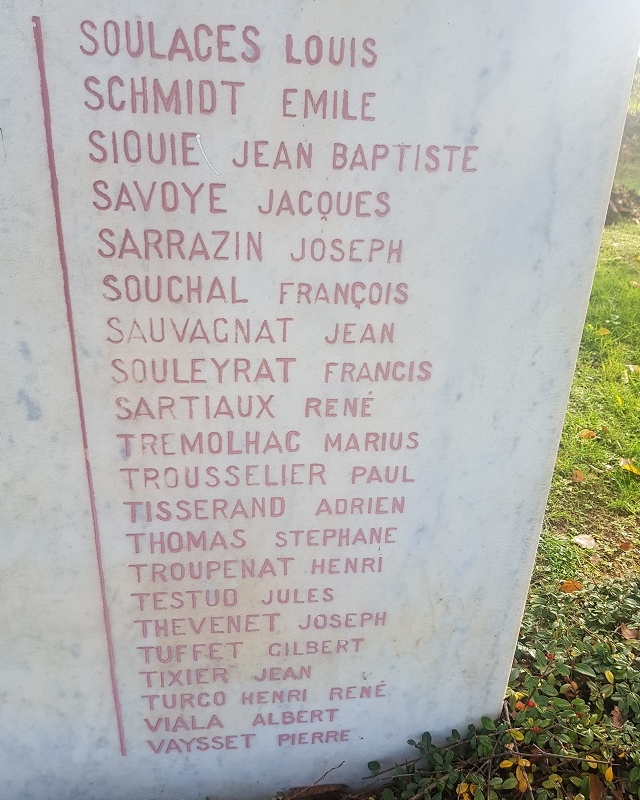 SOULACES LOUIS
SCHMIDT EMILE
SIOUIE JEAN BAPTISTE
SAVOYE JACQUES
SARRAZIN JOSEPH
SOUCHAL FRANÇOIS
SAUVAGNAT JEAN
SOULEYRAT FRANCIS
SARTIAUX RENÉ
TREMOLHAC MARIUS
TROUSSELIER PAUL
TISSERAND ADRIEN
THOMAS STEPHANE
TROUPENAT HENRI
TESTUD JULES
THEVENET JOSEPH
TUFFET GILBERT
TIXIER JEAN
TURCO HENRI RENÉ
VIALA ALBERT
VAYSSET PIERRE